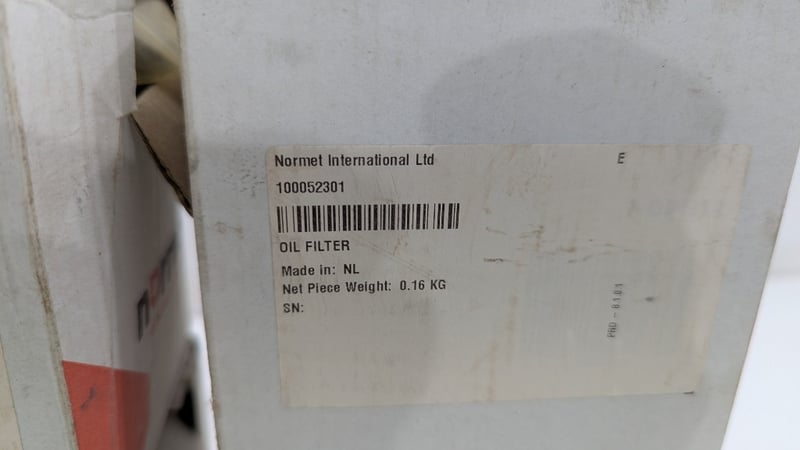 Normet International Ltd
E
100052301
OIL FILTER
Made in: NL
Net Piece Weight: 0.16 KG
SN: